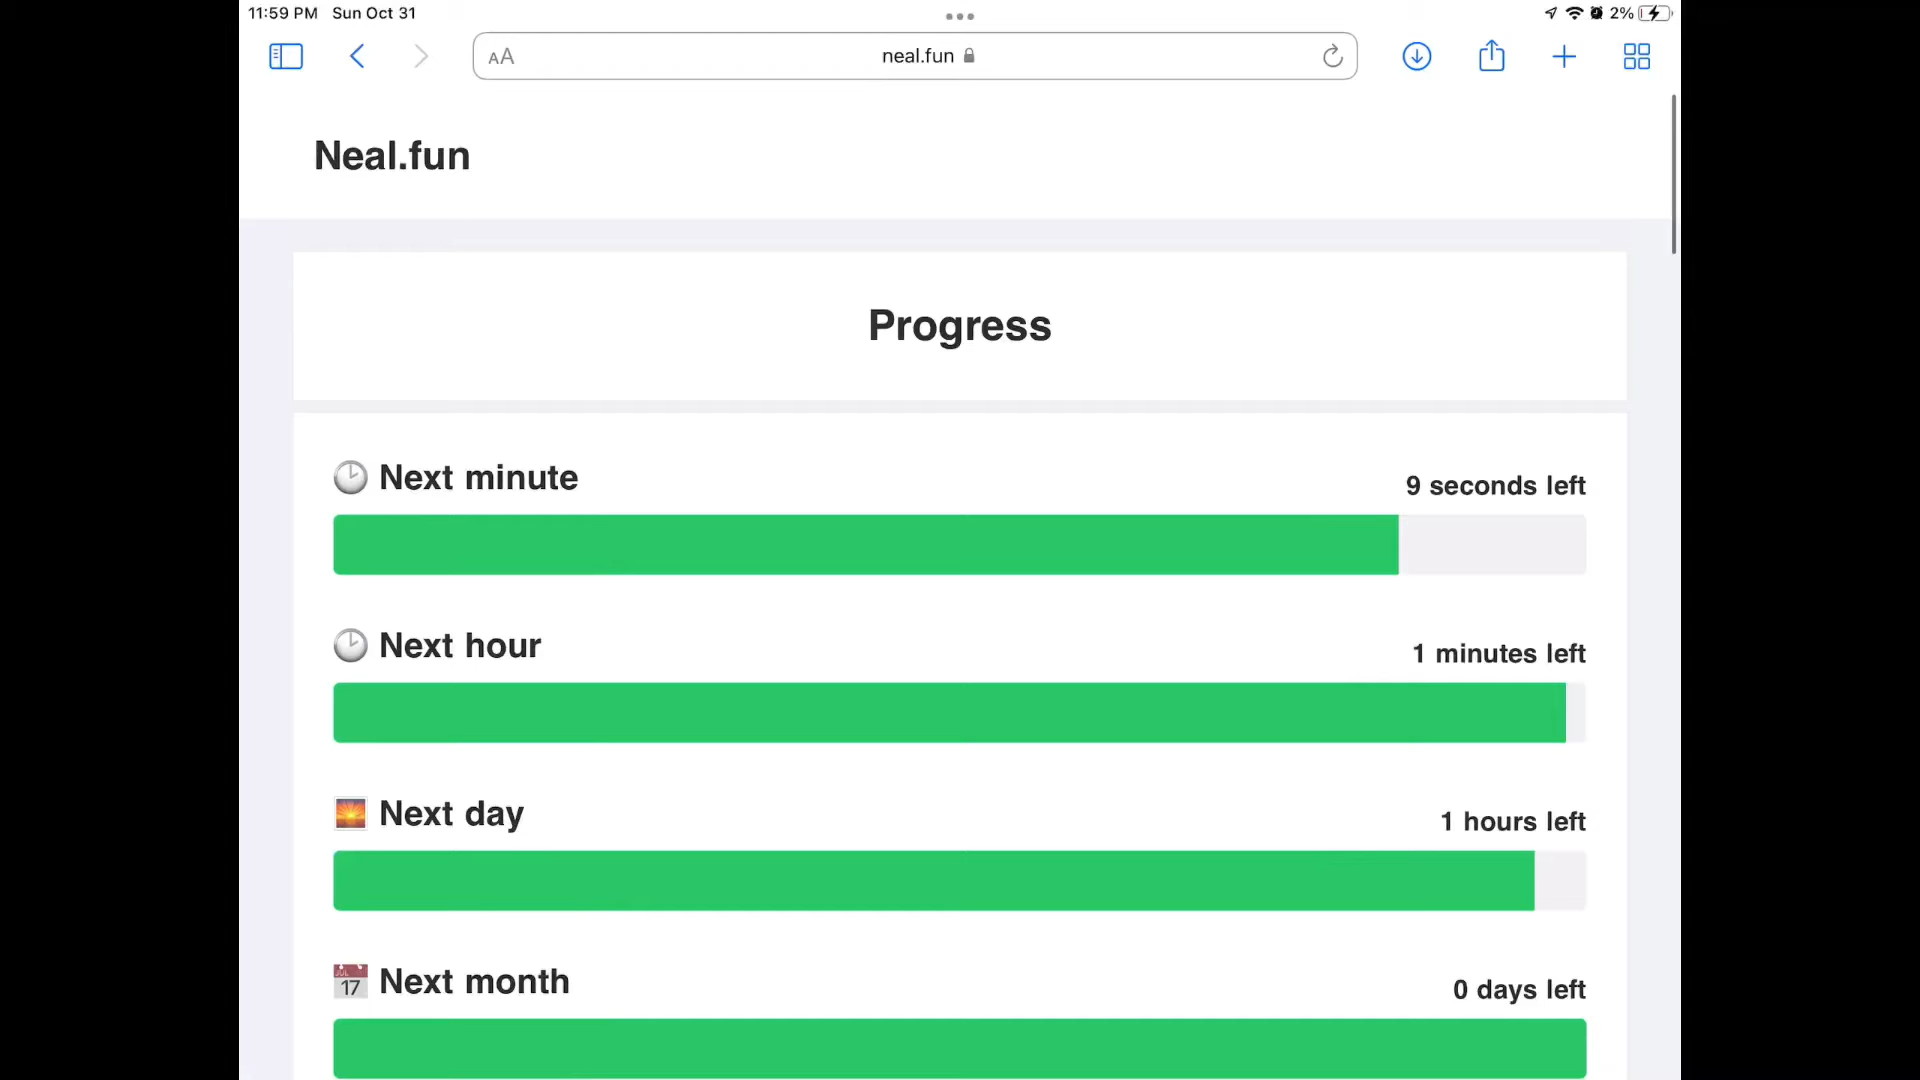 11:59 PM Sun Oct 31
2%
AA
neal.fun
Neal.fun
Progress
Next minute
9 seconds left
Next hour
1 minutes left
Next day
1 hours left
JUL
17
Next month
0 days left